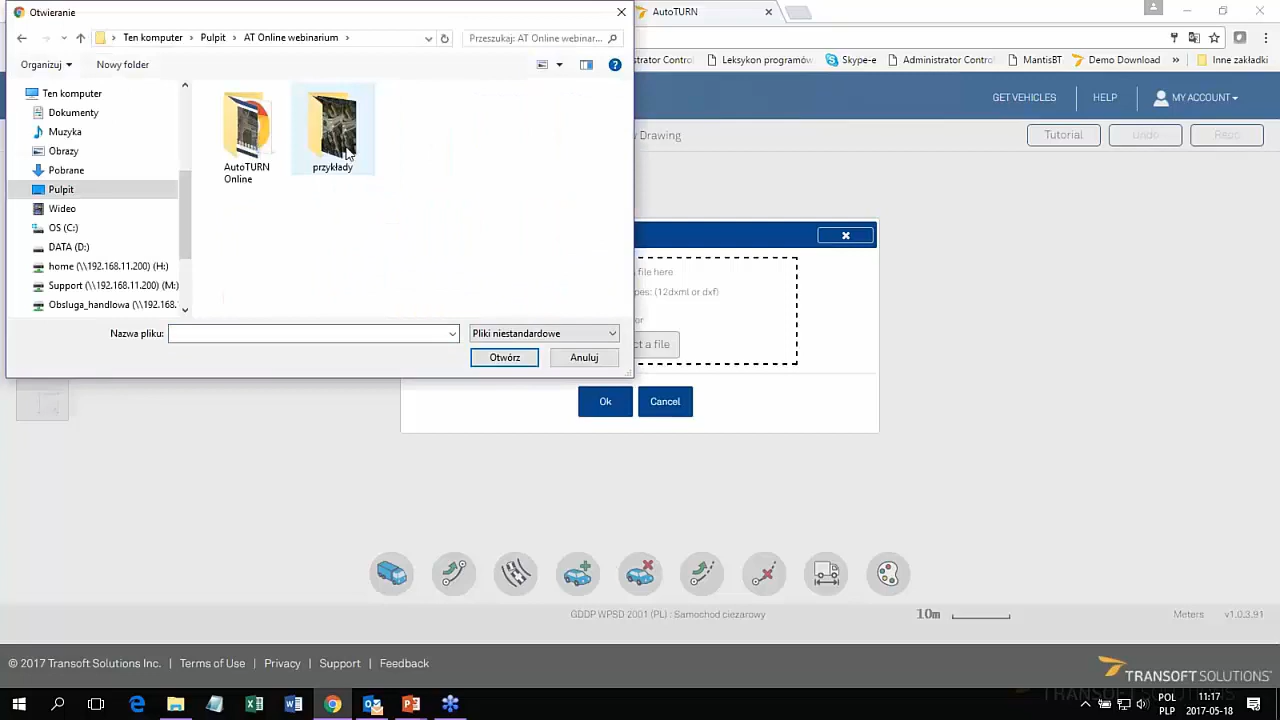 Otwieranie
AutoTURN
Ten komputer > Pulpit > AT Online webinarium >
Przeszukaj: AT Online webinar...
Organizuj
Nowy folder
Skype-e
Leksykon programów
Administrator Contro
MantisBT
Demo Download
»
Inne zakładki
istrator Contro
GET VEHICLES
HELP
MY ACCOUNT
w Drawing
Tutorial
Undo
Redo
Ten komputer
Dokumenty
Muzyka
Obrazy
Pobrane
Pulpit
Wideo
OS (C:)
DATA (D:)
home (\\192.168.11.200) (H:)
Support (\\192.168.11.200) (M:)
Obsluga_handlowa (\\192.168.
AutoTURN
Online
przykłady
Nazwa pliku:
Pliki niestandardowe
Otwórz
Anuluj
file here
pes: (12dxml or dxf)
er
t a file
Ok
Cancel
GDDP WPSD 2001 (PL) : Samochod ciezarowy
10m
Meters
v1.0.3.91
© 2017 Transoft Solutions Inc. | Terms of Use | Privacy | Support | Feedback
TRANSOFT SOLUTIONS
POL
PLP
11:17
2017-05-18